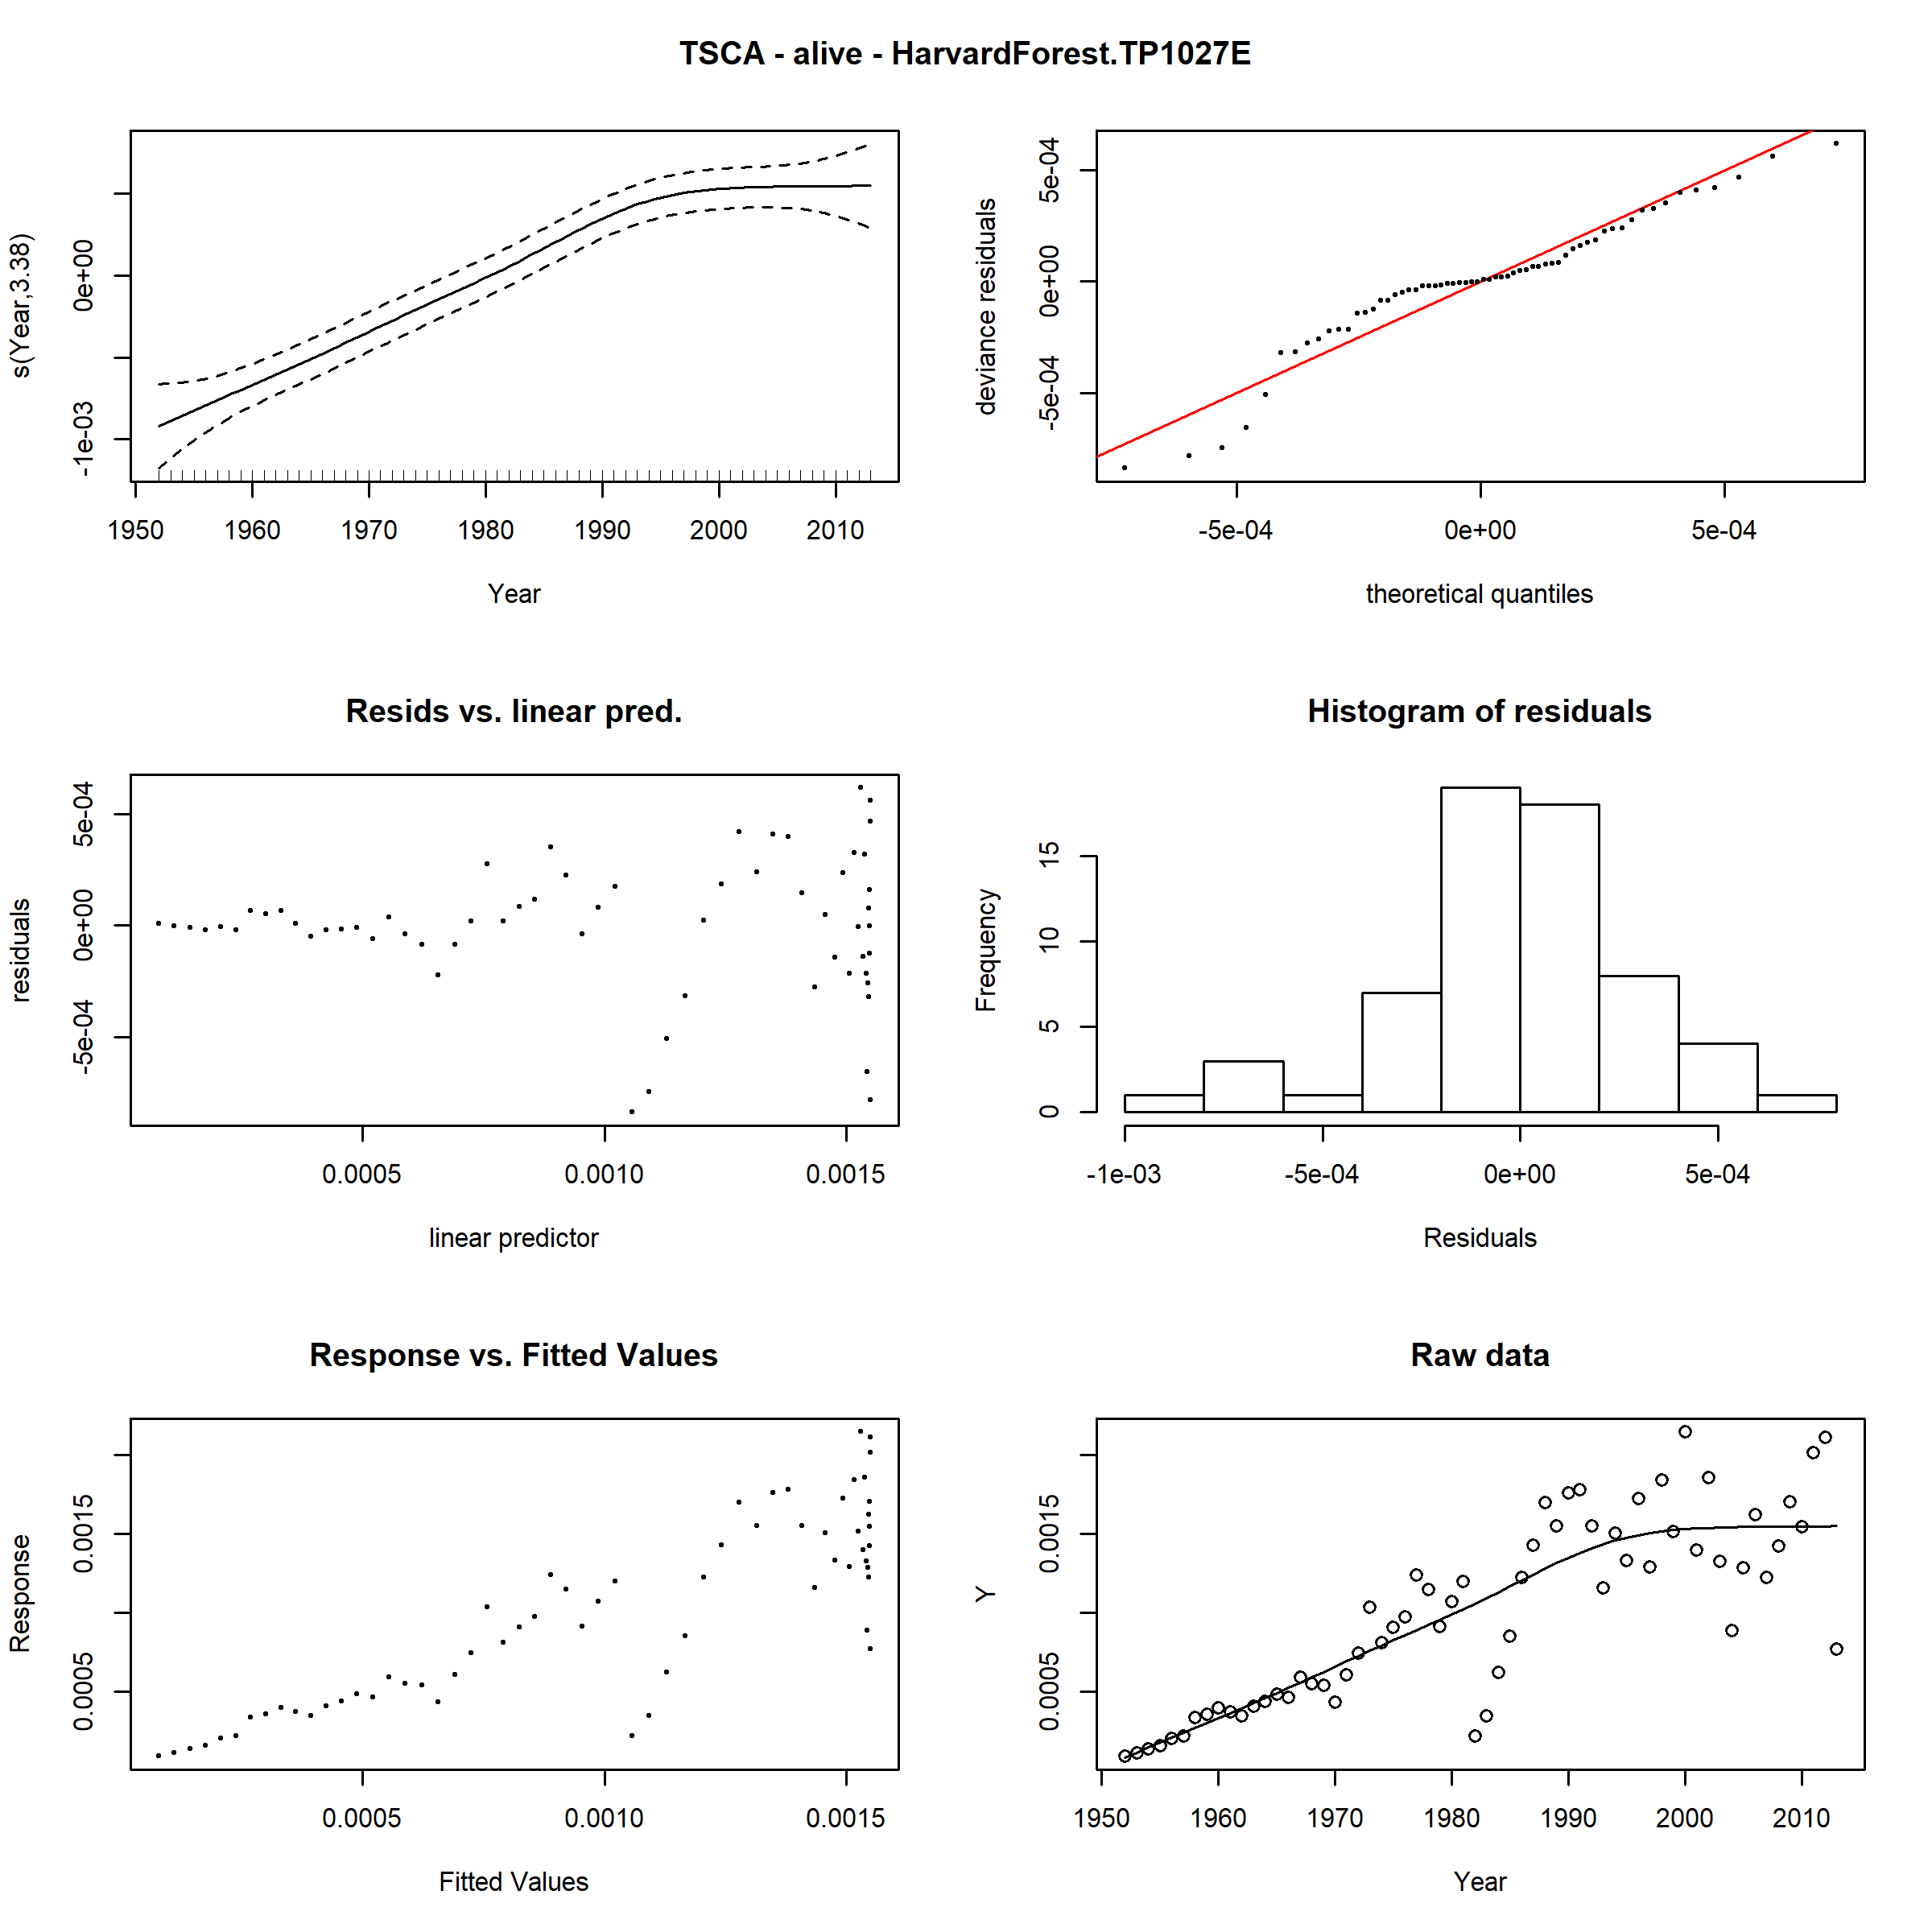 TSCA - alive - HarvardForest.TP1027E
s(Year,3.38)
-1e-03 0e+00
1950 1960 1970 1980 1990 2000 2010
Year
deviance residuals
-5e-04 0e+00 5e-04
-5e-04 0e+00 5e-04
theoretical quantiles
Resids vs. linear pred.
residuals
-5e-04 0e+00 5e-04
0.0005 0.0010 0.0015
linear predictor
Histogram of residuals
Frequency
0 5 10 15
-1e-03 -5e-04 0e+00 5e-04
Residuals
Response vs. Fitted Values
Response
0.0005 0.0015
0.0005 0.0010 0.0015
Fitted Values
Raw data
Y
0.0005 0.0015
1950 1960 1970 1980 1990 2000 2010
Year